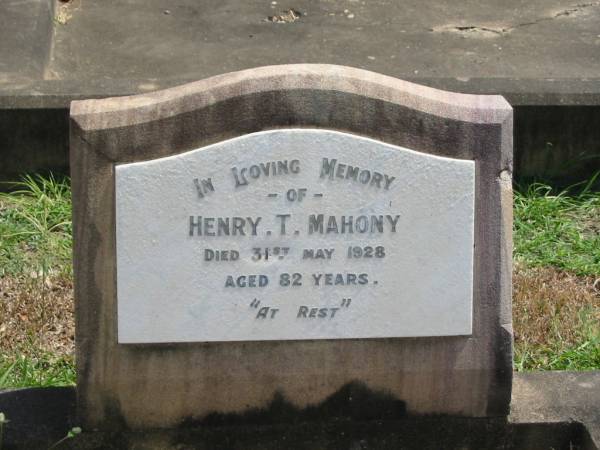 IN LOVING MEMORY
- OF -
HENRY. T. MAHONY
DIED 31ST MAY 1928
AGED 82 YEARS.
"AT REST"